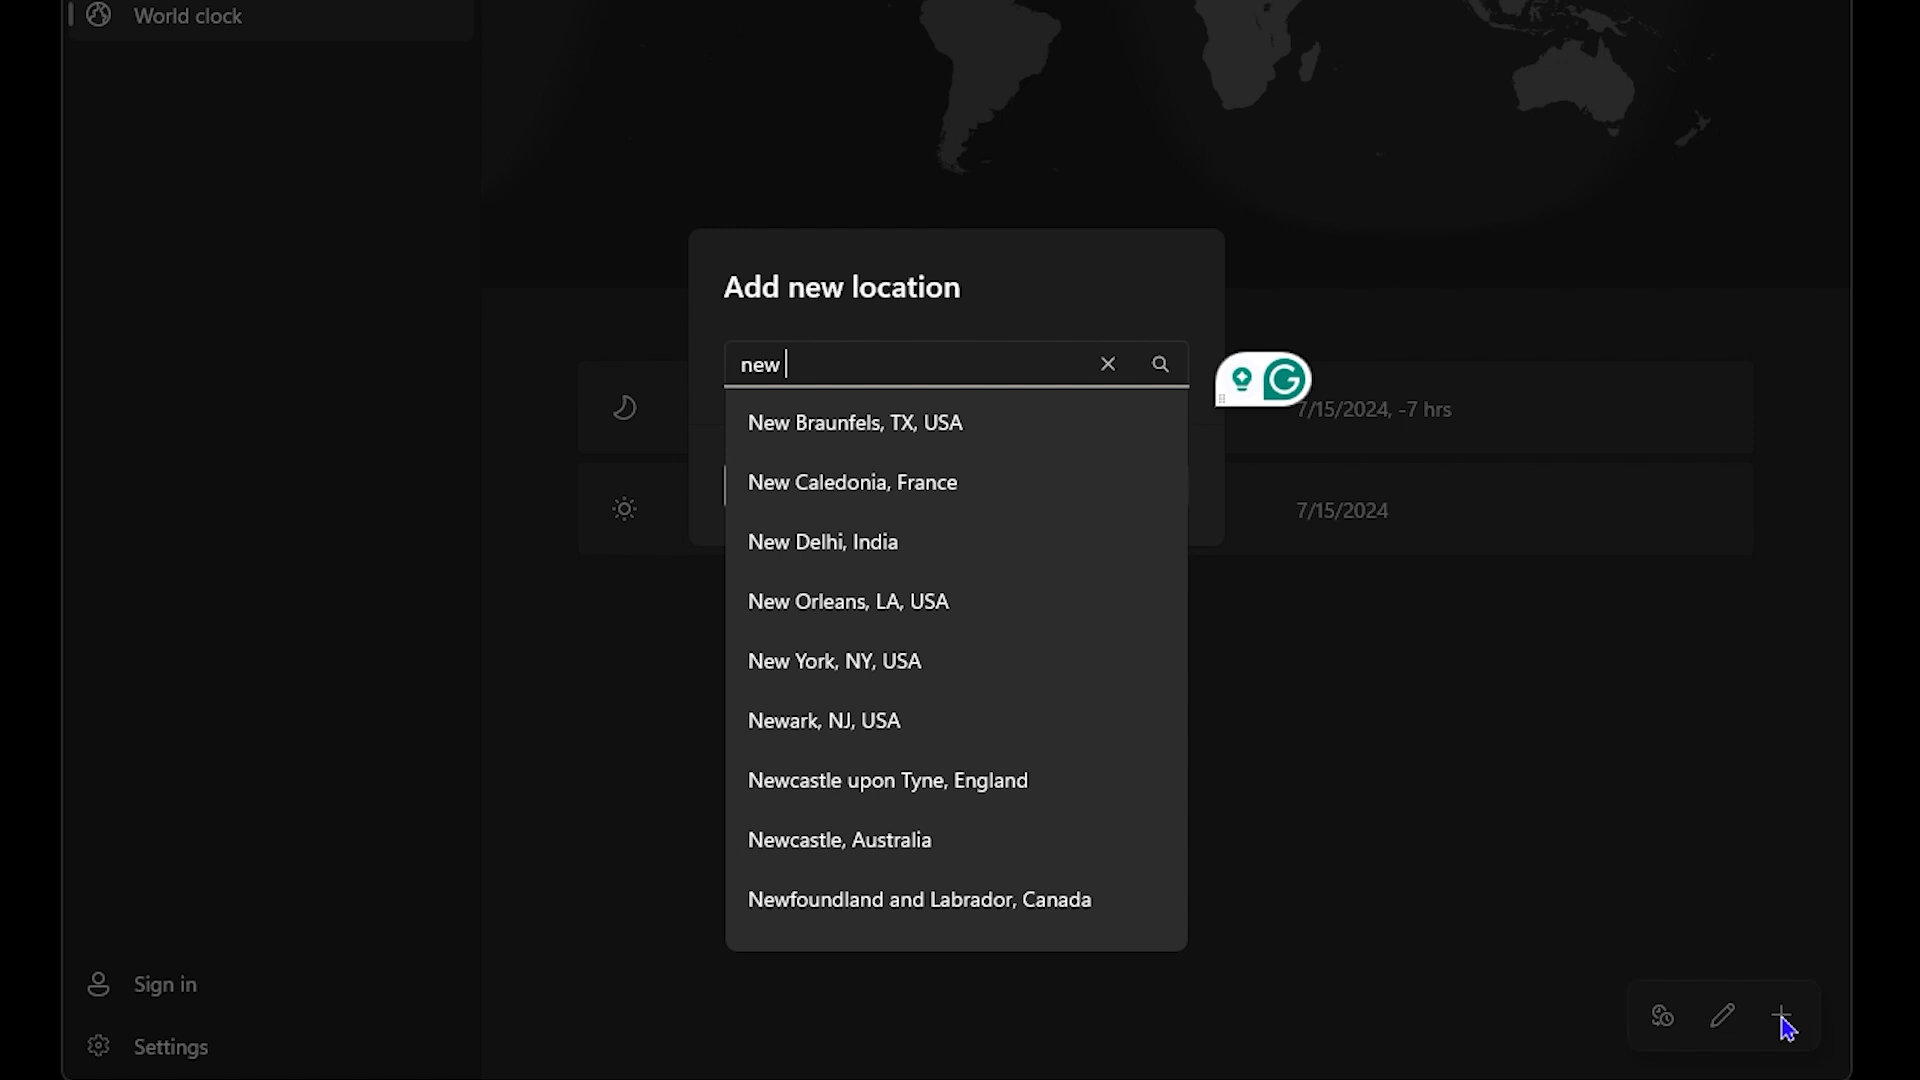 World clock
Add new location
new
7/15/2024, -7 hrs
7/15/2024
New Braunfels, TX, USA
New Caledonia, France
New Delhi, India
New Orleans, LA, USA
New York, NY, USA
Newark, NJ, USA
Newcastle upon Tyne, England
Newcastle, Australia
Newfoundland and Labrador, Canada
Sign in
Settings